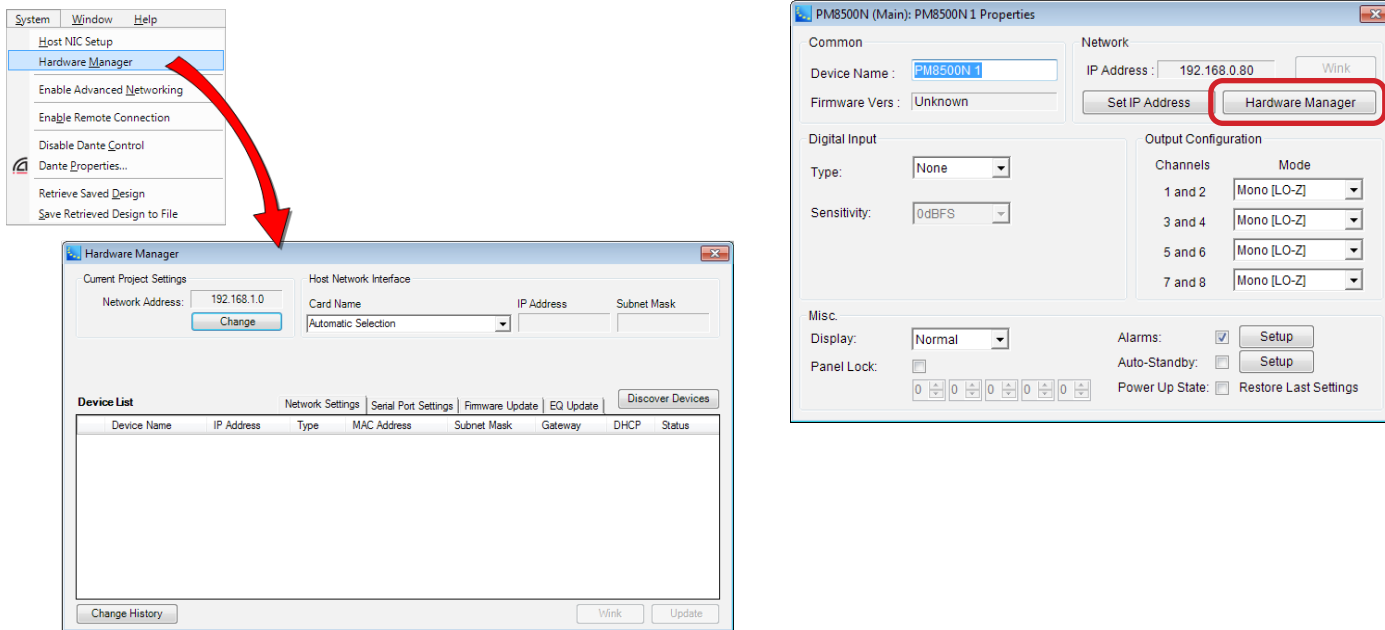 System Window Help
Host NIC Setup
Hardware Manager
Enable Advanced Networking
Enable Remote Connection
Disable Dante Control
Dante Properties...
Retrieve Saved Design
Save Retrieved Design to File
Hardware Manager
Current Project Settings
Network Address: 192.168.1.0
Change
Host Network Interface
Card Name IP Address Subnet Mask
Automatic Selection
Device List
Network Settings Serial Port Settings Firmware Update EQ Update Discover Devices
Device Name IP Address Type MAC Address Subnet Mask Gateway DHCP Status
Change History Wink Update
PM8500N (Main): PM8500N 1 Properties
Common
Device Name : PM8500N 1
Firmware Vers : Unknown
Network
IP Address : 192.168.0.80 Wink
Set IP Address Hardware Manager
Digital Input
Type: None
Sensitivity: 0dBFS
Output Configuration
Channels Mode
1 and 2 Mono [LO-Z]
3 and 4 Mono [LO-Z]
5 and 6 Mono [LO-Z]
7 and 8 Mono [LO-Z]
Misc.
Display: Normal
Panel Lock:
0 0 0 0 0
Alarms: Setup
Auto-Standby: Setup
Power Up State: Restore Last Settings